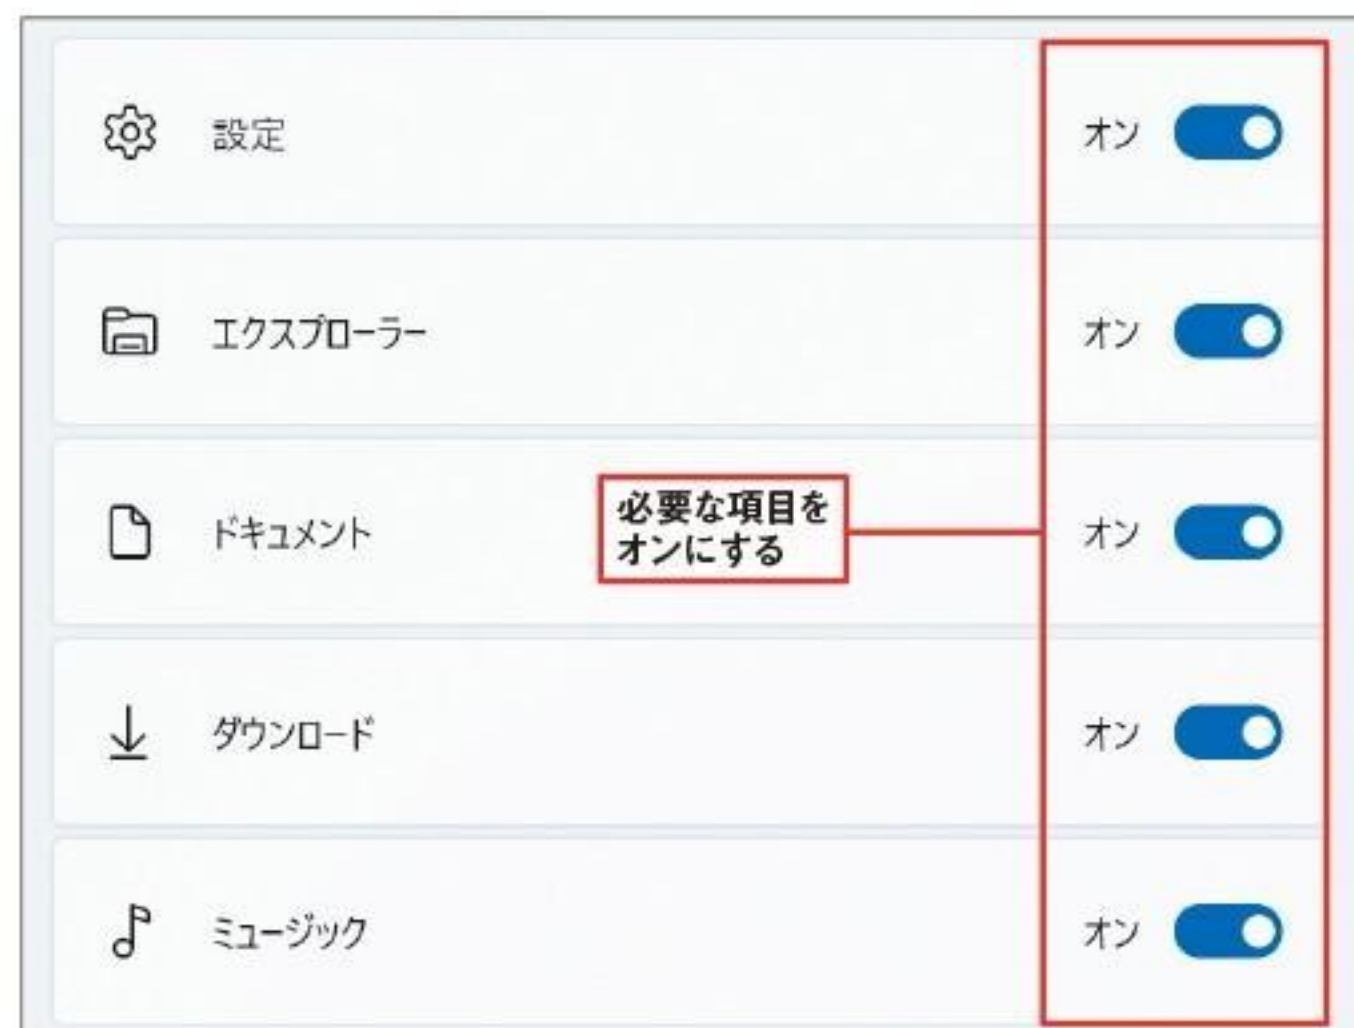 設定 オン
エクスプローラー オン
ドキュメント 必要な項目を オン
オンにする
ダウンロード オン
ミュージック オン